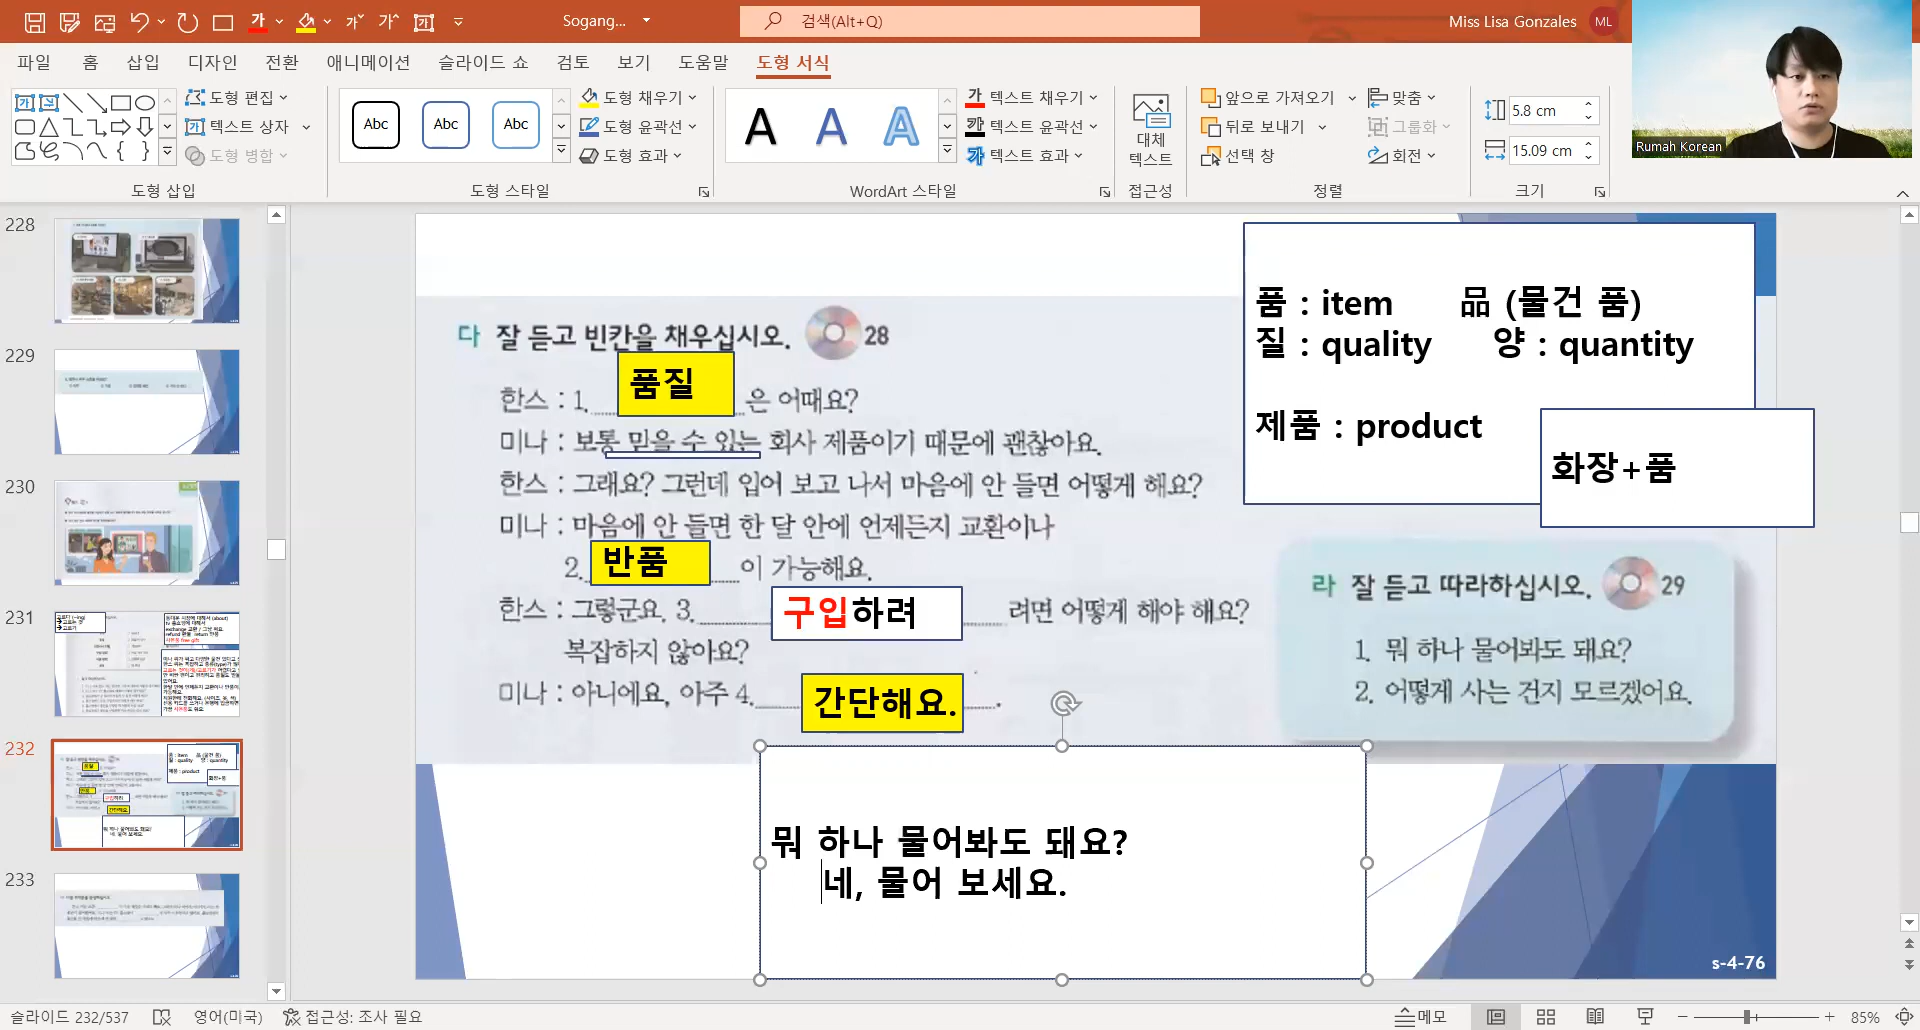 Sogang...
검색(Alt+Q)
Miss Lisa Gonzales
ML
파일 홈 삽입 디자인 전환 애니메이션 슬라이드 쇼 검토 보기 도움말 도형 서식
도형 편집
텍스트 상자
도형 병합
도형 삽입
Abc Abc Abc
도형 채우기
도형 윤곽선
도형 효과
도형 스타일
A A A
텍스트 채우기
텍스트 윤곽선
텍스트 효과
WordArt 스타일
대체
텍스트
접근성
앞으로 가져오기
뒤로 보내기
선택 창
맞춤
그룹화
회전
정렬
5.8 cm
15.09 cm
크기
Rumah Korean
228
229
230
231
232
233
다 잘 듣고 빈칸을 채우십시오. 28
한스 : 1. 품질 은 어때요?
미나 : 보통 믿을 수 있는 회사 제품이기 때문에 괜찮아요.
한스 : 그래요? 그런데 입어 보고 나서 마음에 안 들면 어떻게 해요?
미나 : 마음에 안 들면 한 달 안에 언제든지 교환이나
2. 반품 이 가능해요.
한스 : 그렇군요. 3. 구입하려 려면 어떻게 해야 해요?
복잡하지 않아요?
미나 : 아니에요, 아주 4. 간단해요. .
품 : item 品 (물건 품)
질 : quality 양 : quantity
제품 : product
화장+품
라 잘 듣고 따라하십시오. 29
1. 뭐 하나 물어봐도 돼요?
2. 어떻게 사는 건지 모르겠어요.
뭐 하나 물어봐도 돼요?
네, 물어 보세요.
s-4-76
슬라이드 232/537
영어(미국)
접근성: 조사 필요
메모
85%